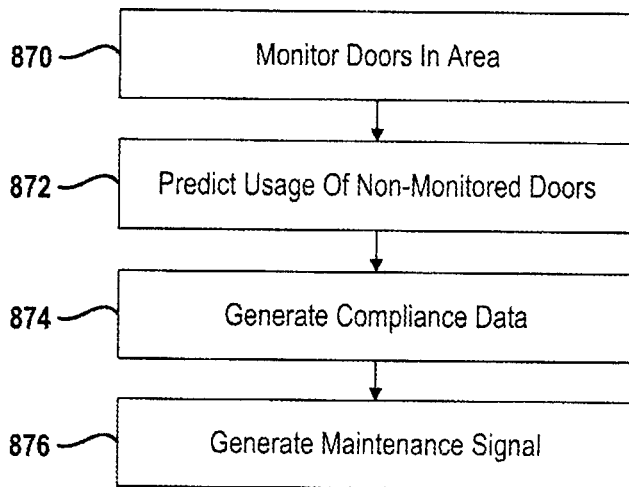 870 Monitor Doors In Area
872 Predict Usage Of Non-Monitored Doors
874 Generate Compliance Data
876 Generate Maintenance Signal